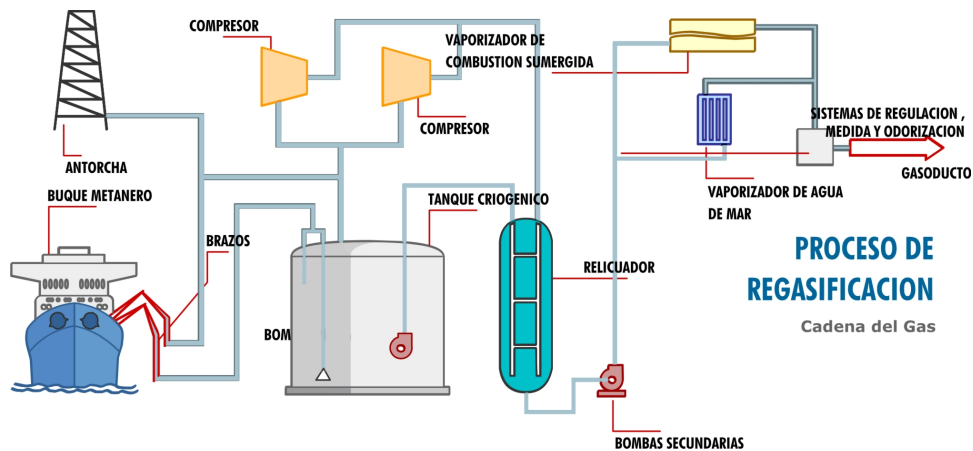 COMPRESOR
VAPORIZADOR DE
COMBUSTION SUMERGIDA
COMPRESOR
SISTEMAS DE REGULACION ,
MEDIDA Y ODORIZACION
GASODUCTO
ANTORCHA
BUQUE METANERO
VAPORIZADOR DE AGUA
DE MAR
TANQUE CRIOGENICO
BRAZOS
RELICUADOR
PROCESO DE
REGASIFICACION
Cadena del Gas
BOM
BOMBAS SECUNDARIAS